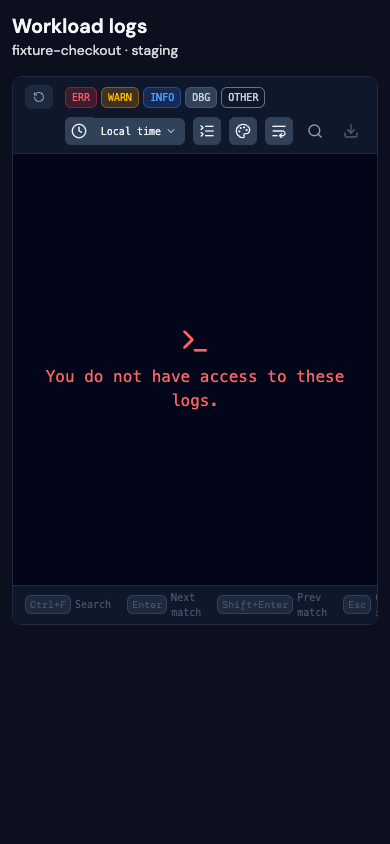 Workload logs
fixture-checkout · staging
ERR WARN INFO DBG OTHER
Local time
You do not have access to these
logs.
Ctrl+F Search Enter Next match Shift+Enter Prev match Esc